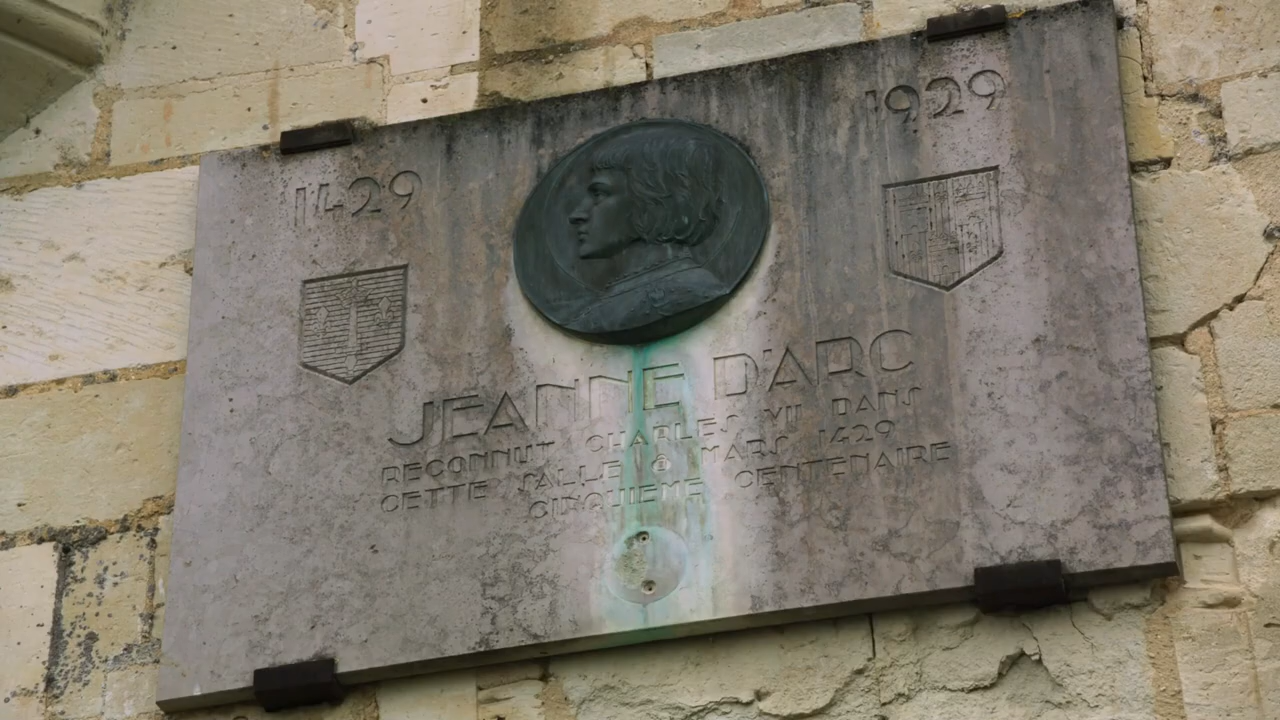 1429
1929
JEANNE D'ARC
RECONNUT CHARLES VII DANS
CETTE SALLE 8 MARS 1429
CINQUIEME CENTENAIRE